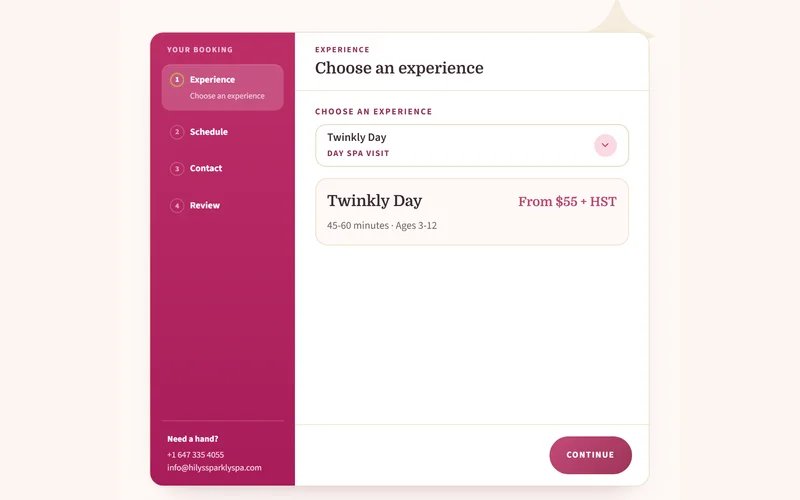 YOUR BOOKING
1 Experience
Choose an experience
2 Schedule
3 Contact
4 Review
Need a hand?
+1 647 335 4055
info@hilyssparklyspa.com
EXPERIENCE
Choose an experience
CHOOSE AN EXPERIENCE
Twinkly Day
DAY SPA VISIT
Twinkly Day
From $55 + HST
45-60 minutes · Ages 3-12
CONTINUE